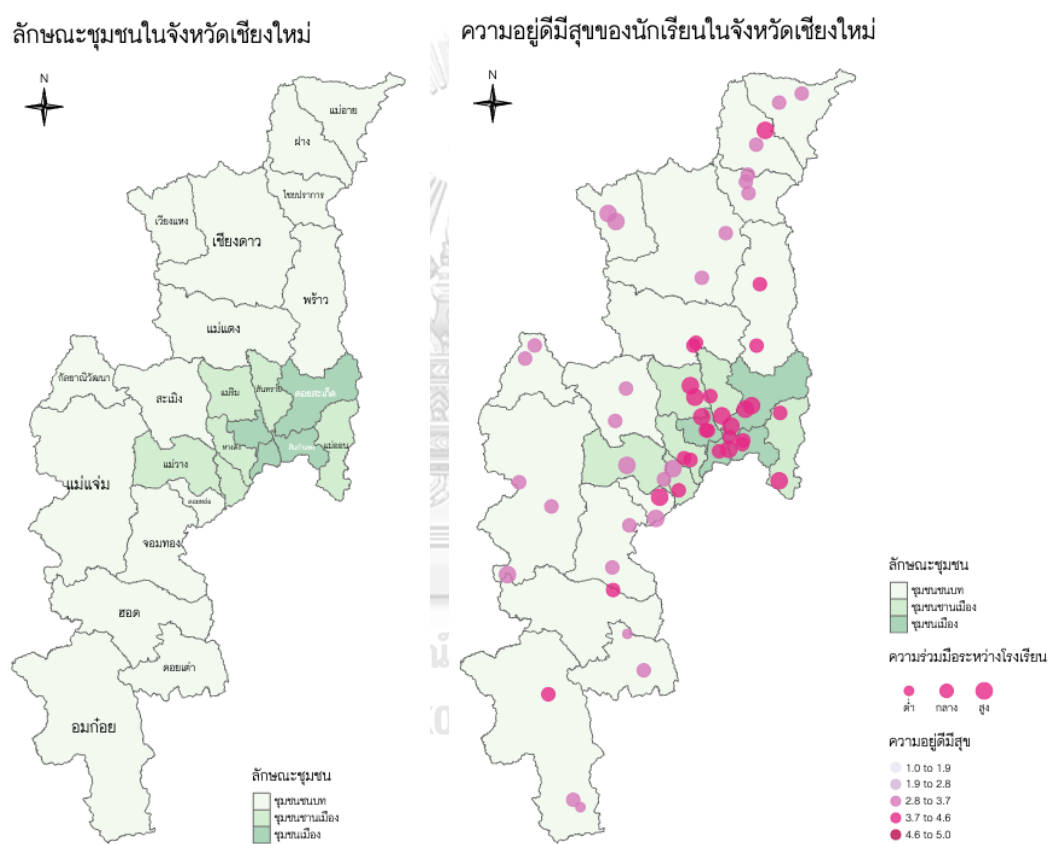 ลักษณะชุมชนในจังหวัดเชียงใหม่
N
แม่อาย
ฝาง
ไชยปราการ
เวียงแหง
เชียงดาว
พร้าว
แม่แตง
กัลยาณิวัฒนา
สะเมิง
แม่ริม
สันทราย
ดอยสะเก็ด
หางดง
สันกำแพง
แม่ออน
แม่วาง
แม่แจ่ม
ดอยหล่อ
จอมทอง
ฮอด
ดอยเต่า
อมก๋อย
ลักษณะชุมชน
ชุมชนชนบท
ชุมชนชานเมือง
ชุมชนเมือง
ความอยู่ดีมีสุขของนักเรียนในจังหวัดเชียงใหม่
N
ลักษณะชุมชน
ชุมชนชนบท
ชุมชนชานเมือง
ชุมชนเมือง
ความร่วมมือระหว่างโรงเรียน
ต่ำ กลาง สูง
ความอยู่ดีมีสุข
1.0 to 1.9
1.9 to 2.8
2.8 to 3.7
3.7 to 4.6
4.6 to 5.0